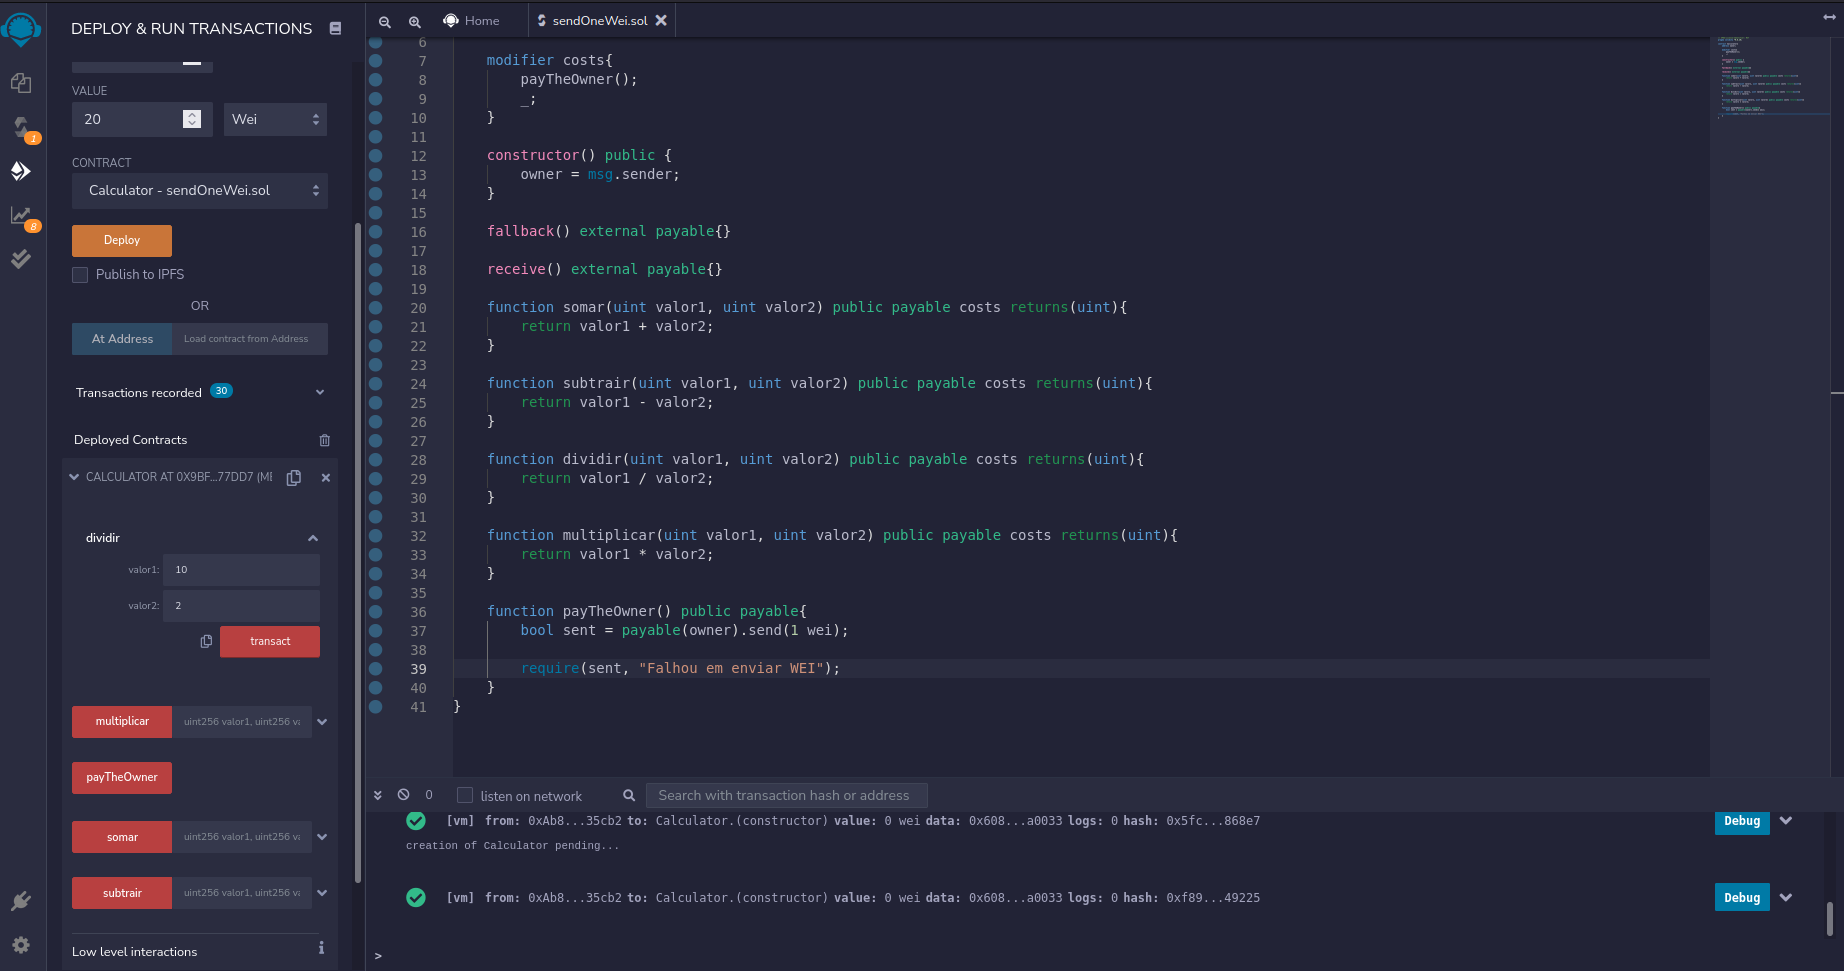 DEPLOY & RUN TRANSACTIONS
VALUE
20
Wei
CONTRACT
Calculator - sendOneWei.sol
Deploy
Publish to IPFS
OR
At Address
Load contract from Address
Transactions recorded 30
Deployed Contracts
CALCULATOR AT 0X9BF...77DD7 (ME
dividir
valor1: 10
valor2: 2
transact
multiplicar uint256 valor1, uint256 va
payTheOwner
somar uint256 valor1, uint256 va
subtrair uint256 valor1, uint256 va
Low level interactions
1
8
Home
sendOneWei.sol
6
7 modifier costs{
8 payTheOwner();
9 _;
10 }
11
12 constructor() public {
13 owner = msg.sender;
14 }
15
16 fallback() external payable{}
17
18 receive() external payable{}
19
20 function somar(uint valor1, uint valor2) public payable costs returns(uint){
21 return valor1 + valor2;
22 }
23
24 function subtrair(uint valor1, uint valor2) public payable costs returns(uint){
25 return valor1 - valor2;
26 }
27
28 function dividir(uint valor1, uint valor2) public payable costs returns(uint){
29 return valor1 / valor2;
30 }
31
32 function multiplicar(uint valor1, uint valor2) public payable costs returns(uint){
33 return valor1 * valor2;
34 }
35
36 function payTheOwner() public payable{
37 bool sent = payable(owner).send(1 wei);
38
39 require(sent, "Falhou em enviar WEI");
40 }
41 }
0
listen on network
Search with transaction hash or address
[vm] from: 0xAb8...35cb2 to: Calculator.(constructor) value: 0 wei data: 0x608...a0033 logs: 0 hash: 0x5fc...868e7
Debug
creation of Calculator pending...
[vm] from: 0xAb8...35cb2 to: Calculator.(constructor) value: 0 wei data: 0x608...a0033 logs: 0 hash: 0xf89...49225
Debug
>